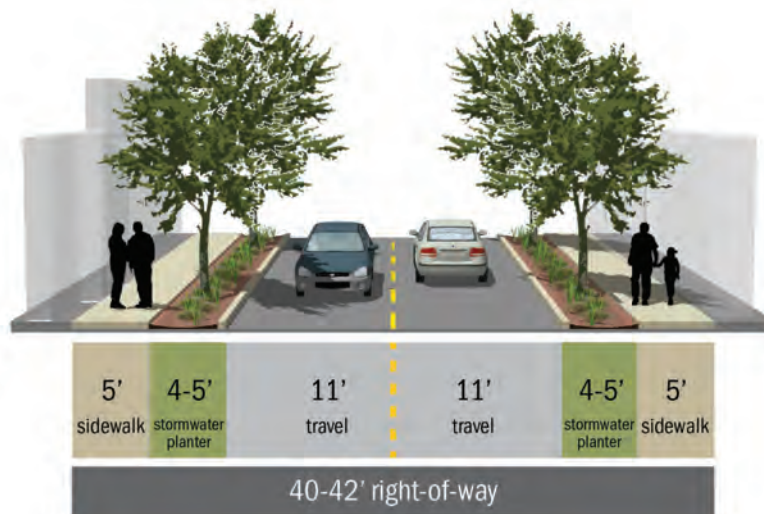 5'
sidewalk
4-5'
stormwater
planter
11'
travel
11'
travel
4-5'
stormwater
planter
5'
sidewalk
40-42' right-of-way